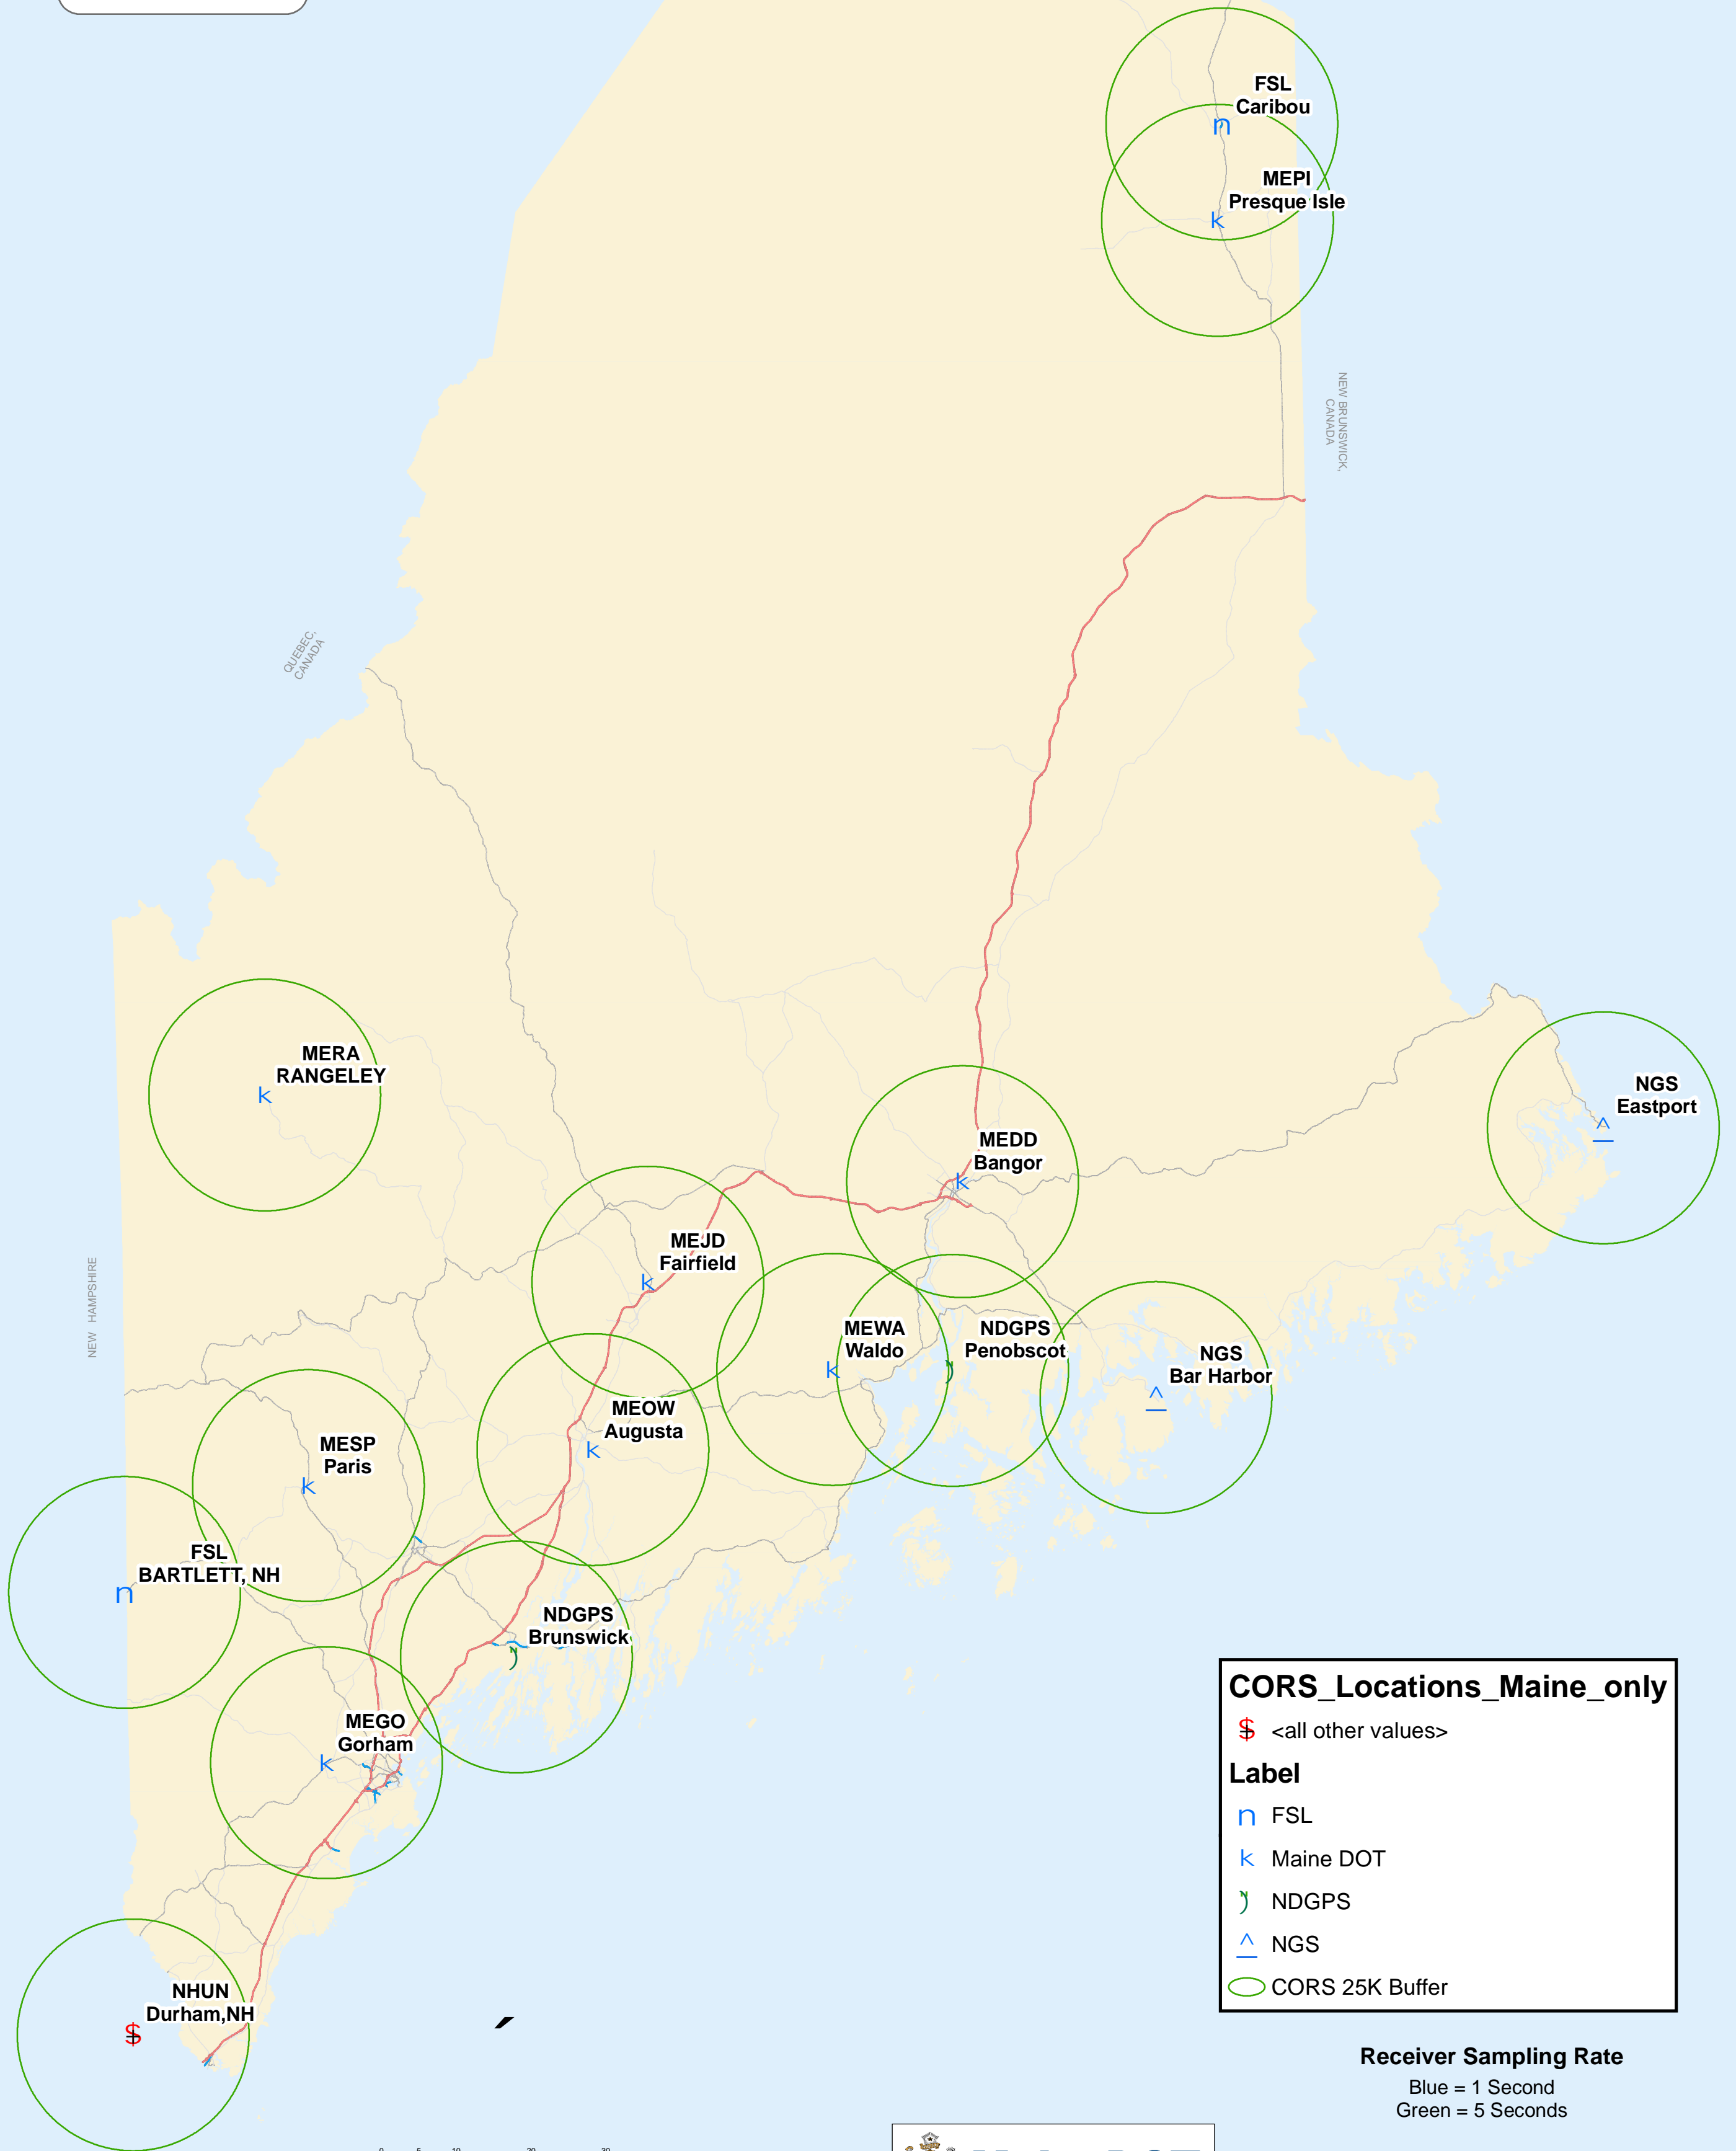 FSL
Caribou
n
MEPI
Presque Isle
k
NEW BRUNSWICK,
CANADA
QUEBEC,
CANADA
MERA
RANGELEY
k
NGS
Eastport
^
MEDD
Bangor
k
MEJD
Fairfield
k
NEW HAMPSHIRE
MEWA
Waldo
k
NDGPS
Penobscot
NGS
Bar Harbor
^
MEOW
Augusta
k
MESP
Paris
k
FSL
BARTLETT, NH
n
NDGPS
Brunswick
MEGO
Gorham
k
NHUN
Durham,NH
$
CORS_Locations_Maine_only
$ <all other values>
Label
n FSL
k Maine DOT
) NDGPS
^ NGS
CORS 25K Buffer
Receiver Sampling Rate
Blue = 1 Second
Green = 5 Seconds